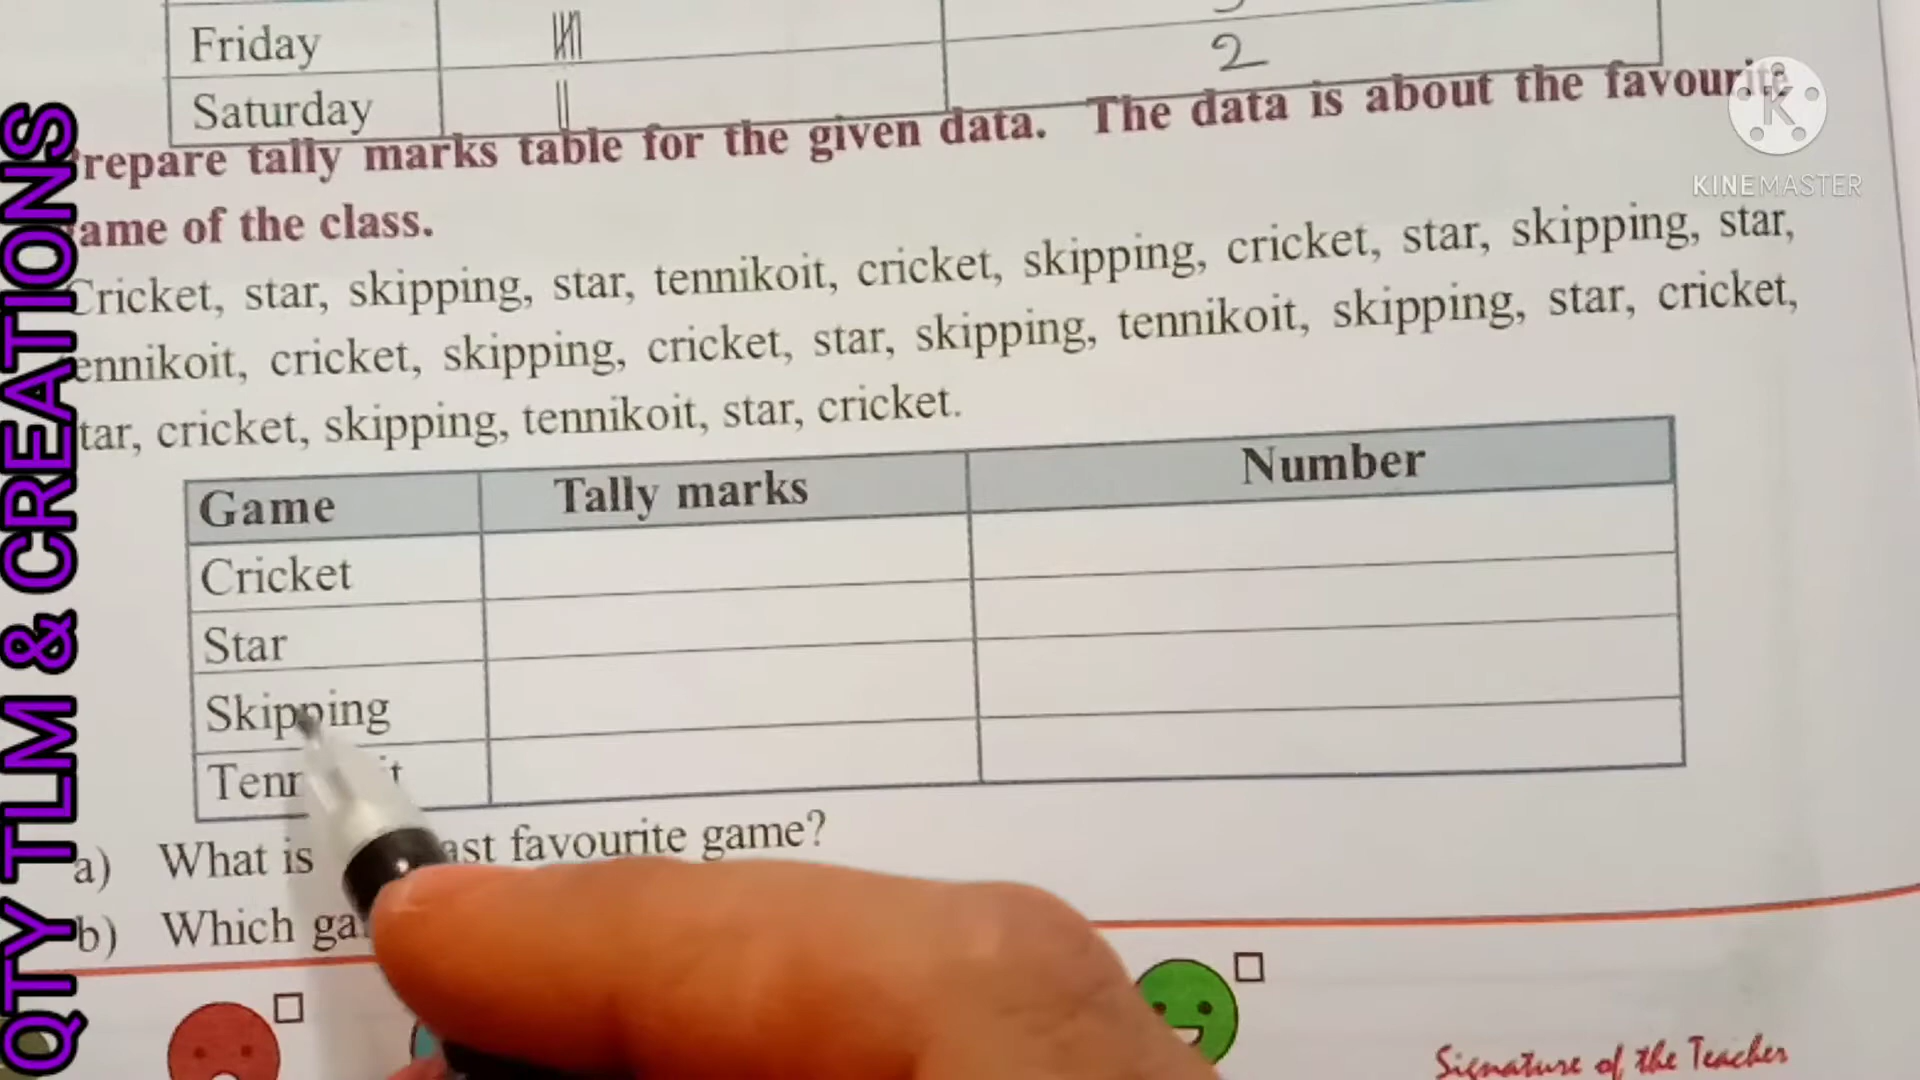 Friday
2
Saturday
repare tally marks table for the given data. The data is about the favourite
ame of the class.
Cricket, star, skipping, star, tennikoit, cricket, skipping, cricket, star, skipping, star,
ennikoit, cricket, skipping, cricket, star, skipping, tennikoit, skipping, star, cricket,
tar, cricket, skipping, tennikoit, star, cricket.
Game Tally marks Number
Cricket
Star
Skipping
a) What is favourite game?
b) Which
Signature of the Teacher
QTY TLM & CREATIONS
K
KINEMASTER